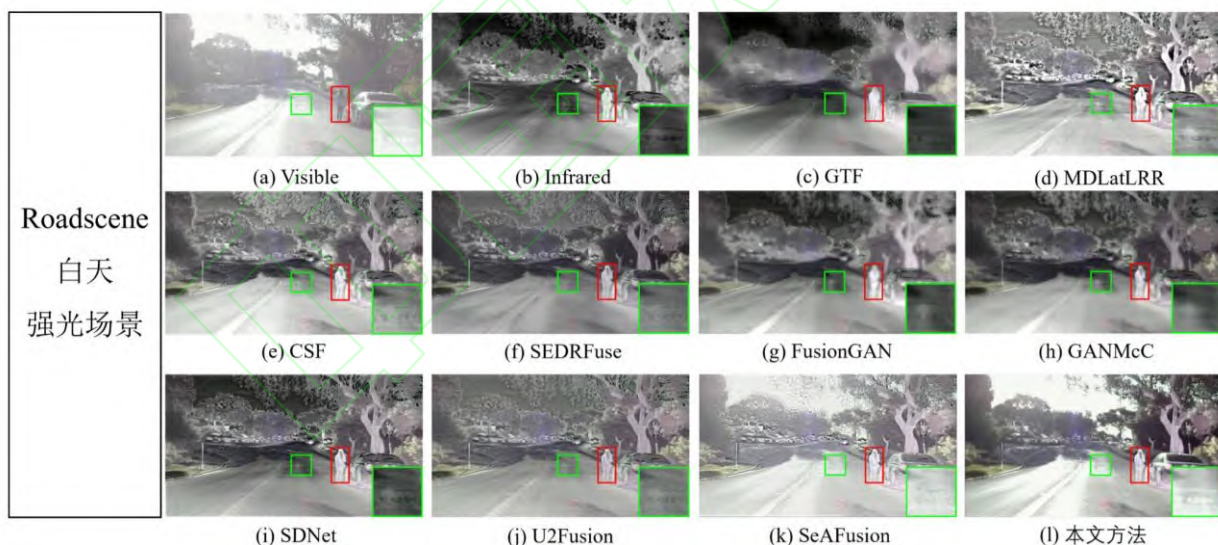 Roadscene
白天
强光场景
(a) Visible
(b) Infrared
(c) GTF
(d) MDLatLRR
(e) CSF
(f) SEDRFuse
(g) FusionGAN
(h) GANMcC
(i) SDNet
(j) U2Fusion
(k) SeAFusion
(l) 本文方法